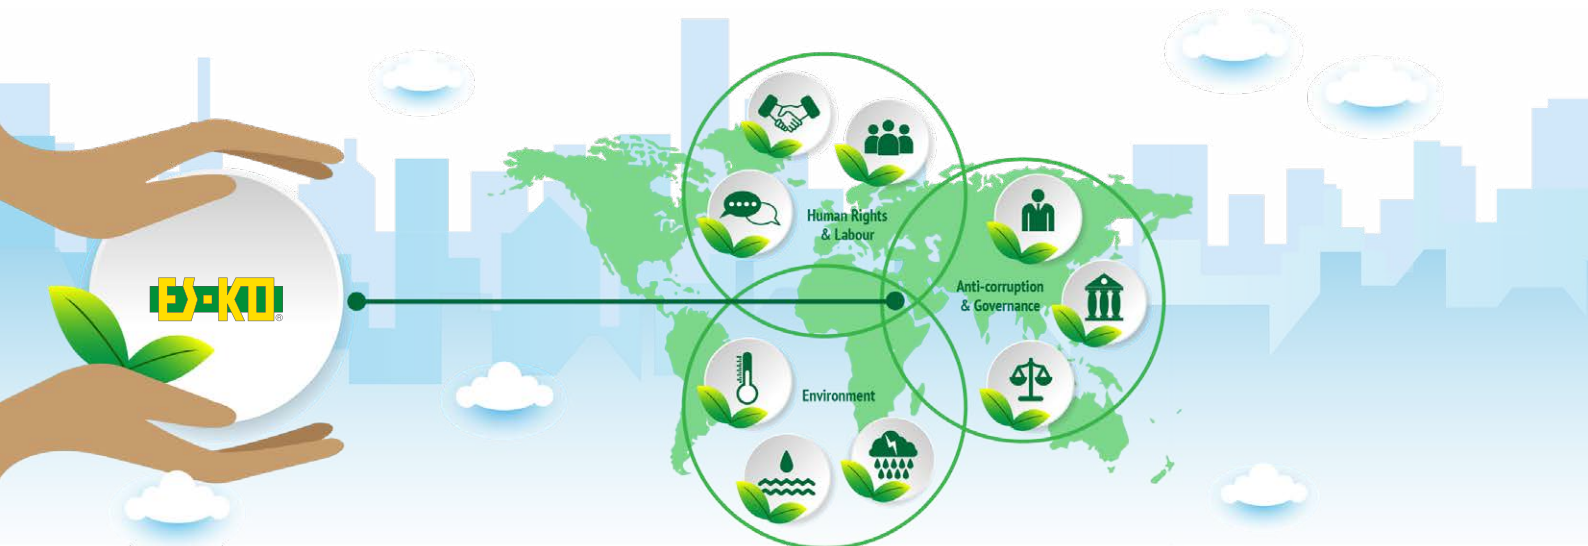 ES-KO®
Human Rights
& Labour
Anti-corruption
& Governance
Environment